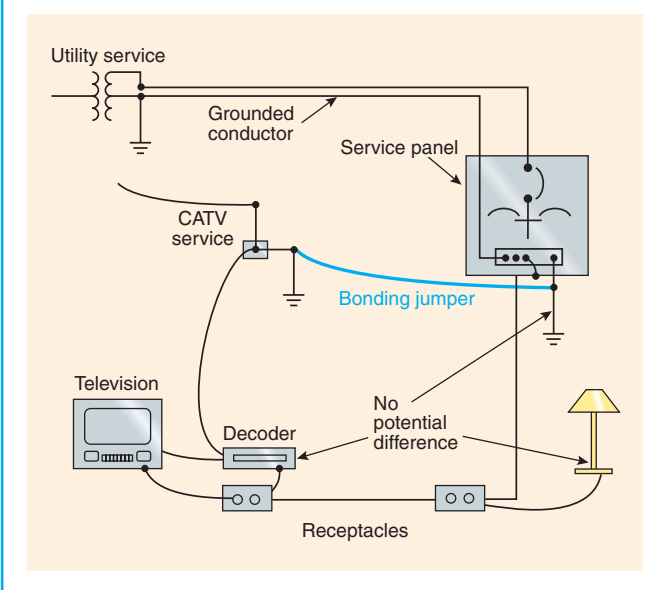 Utility service
Grounded
conductor
Service panel
CATV
service
Bonding jumper
Television
No
potential
difference
Decoder
Receptacles